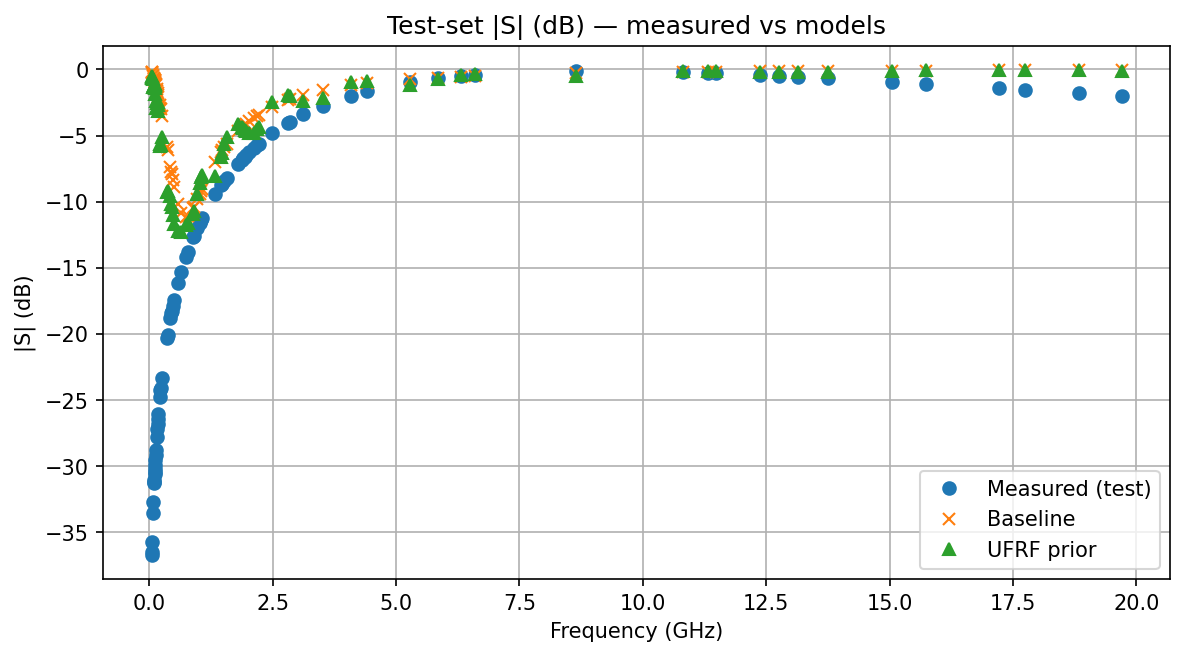 Test-set |S| (dB) — measured vs models
|S| (dB)
0
−5
−10
−15
−20
−25
−30
−35
0.0 2.5 5.0 7.5 10.0 12.5 15.0 17.5 20.0
Frequency (GHz)
Measured (test)
Baseline
UFRF prior